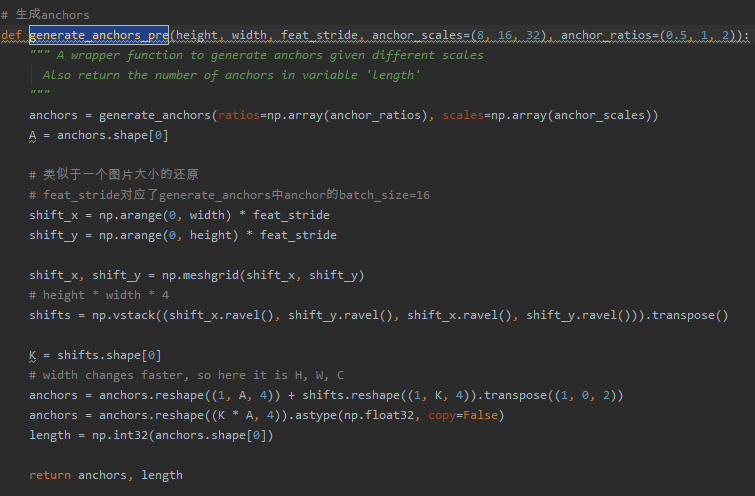 # 生成anchors
def generate_anchors_pre(height, width, feat_stride, anchor_scales=(8, 16, 32), anchor_ratios=(0.5, 1, 2)):
""" A wrapper function to generate anchors given different scales
Also return the number of anchors in variable 'length'
"""
anchors = generate_anchors(ratios=np.array(anchor_ratios), scales=np.array(anchor_scales))
A = anchors.shape[0]
# 类似于一个图片大小的还原
# feat_stride对应了generate_anchors中anchor的batch_size=16
shift_x = np.arange(0, width) * feat_stride
shift_y = np.arange(0, height) * feat_stride
shift_x, shift_y = np.meshgrid(shift_x, shift_y)
# height * width * 4
shifts = np.vstack((shift_x.ravel(), shift_y.ravel(), shift_x.ravel(), shift_y.ravel())).transpose()
K = shifts.shape[0]
# width changes faster, so here it is H, W, C
anchors = anchors.reshape((1, A, 4)) + shifts.reshape((1, K, 4)).transpose((1, 0, 2))
anchors = anchors.reshape((K * A, 4)).astype(np.float32, copy=False)
length = np.int32(anchors.shape[0])
return anchors, length